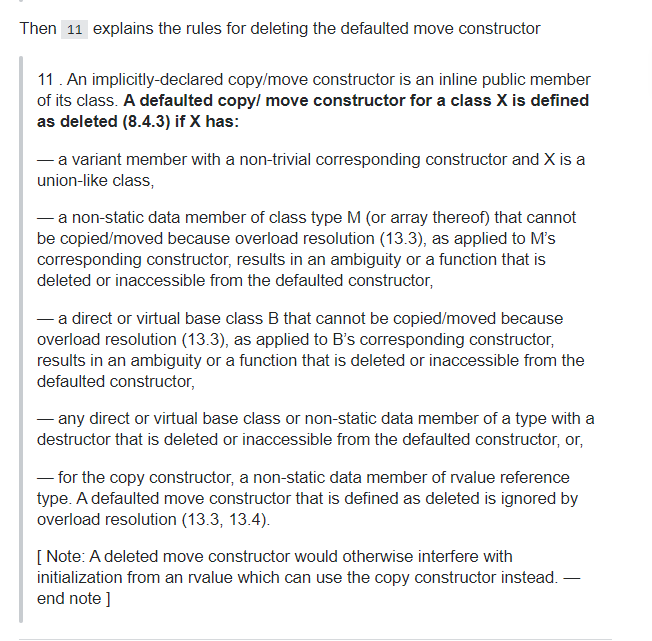 Then 11 explains the rules for deleting the defaulted move constructor
11 . An implicitly-declared copy/move constructor is an inline public member
of its class. A defaulted copy/ move constructor for a class X is defined
as deleted (8.4.3) if X has:
— a variant member with a non-trivial corresponding constructor and X is a
union-like class,
— a non-static data member of class type M (or array thereof) that cannot
be copied/moved because overload resolution (13.3), as applied to M’s
corresponding constructor, results in an ambiguity or a function that is
deleted or inaccessible from the defaulted constructor,
— a direct or virtual base class B that cannot be copied/moved because
overload resolution (13.3), as applied to B’s corresponding constructor,
results in an ambiguity or a function that is deleted or inaccessible from the
defaulted constructor,
— any direct or virtual base class or non-static data member of a type with a
destructor that is deleted or inaccessible from the defaulted constructor, or,
— for the copy constructor, a non-static data member of rvalue reference
type. A defaulted move constructor that is defined as deleted is ignored by
overload resolution (13.3, 13.4).
[ Note: A deleted move constructor would otherwise interfere with
initialization from an rvalue which can use the copy constructor instead. —
end note ]